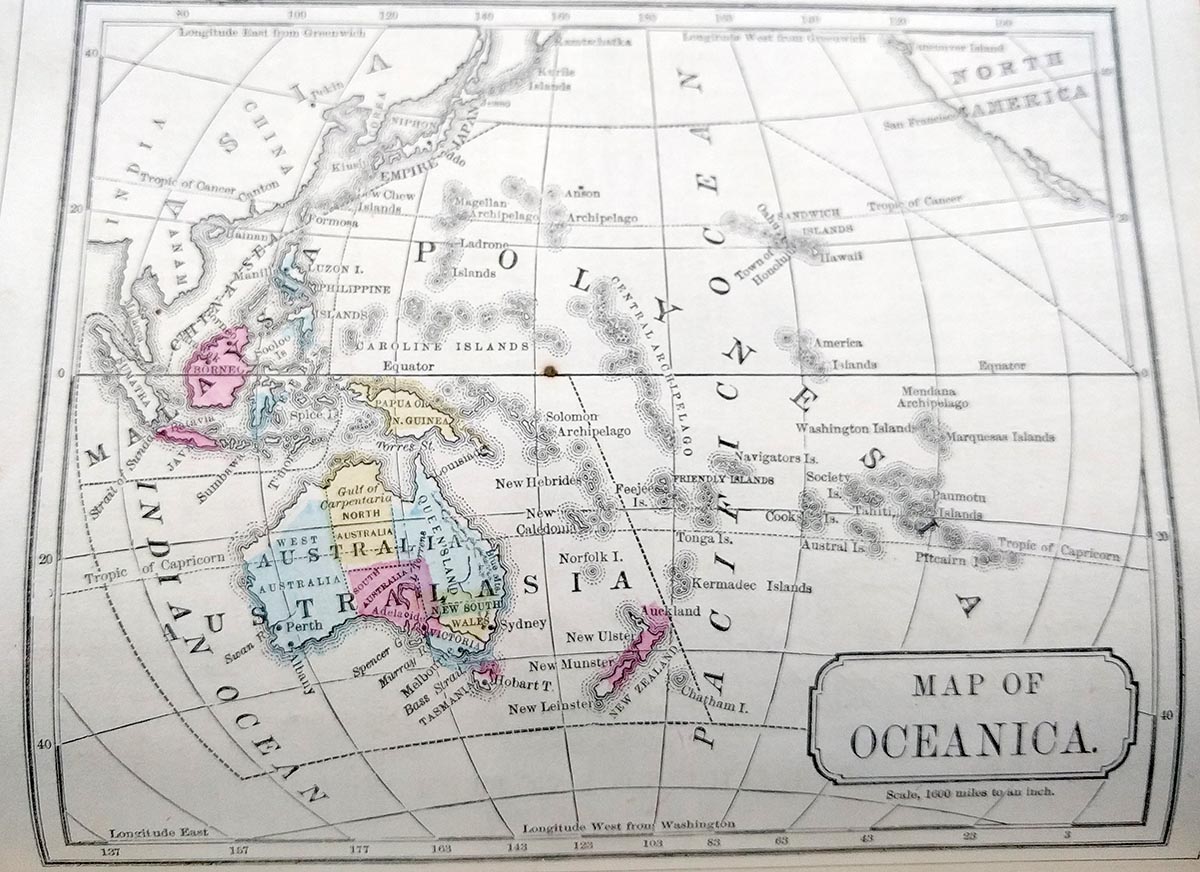 80 100 120 140 160 180 160 140 120 100
Longitude East from Greenwich
Longitude West from Greenwich
Kamtschatka
Vancouver Island
NORTH
AMERICA
San Francisco
40
Kurile
Islands
Jesso
ASIA
Pekin
COREA
NIPHON
JAPAN
EMPIRE
Yeddo
CHINA
INDIA
Kiusiu
Tropic of Cancer
Canton
Chew
Islands
Formosa
Hainan
ANAM
CHINA SEA
20
Magellan
Archipelago
Anson
Archipelago
Tropic of Cancer
20
Oahu
SANDWICH
ISLANDS
Town of
Honolulu
Hawaii
Ladrone
Islands
POLYNESIA
Manilla
LUZON I.
PHILIPPINE
ISLANDS
Sooloo
Is
CAROLINE ISLANDS
CENTRAL ARCHIPELAGO
America
Islands
0
Equator
Equator
0
MALAYSIA
SUMATRA
BORNEO
Batavia
JAVA
Strait of Sunda
Sumbawa
Spice I.
PAPUA OR
N. GUINEA
Torres St.
Louisiade
Solomon
Archipelago
Mendana
Archipelago
Washington Islands
Marquesas Islands
Navigators Is.
New Hebrides
Feejee
Is.
FRIENDLY ISLANDS
Society
Is.
Paumotu
Islands
Tahiti
New
Caledonia
Cook
Is.
Tonga Is.
Austral Is.
Pitcairn I.
Tropic of Capricorn
20
Norfolk I.
Kermadec Islands
PACIFIC OCEAN
INDIAN OCEAN
AUSTRALASIA
20
Tropic of Capricorn
Gulf of
Carpentaria
NORTH
AUSTRALIA
WEST
AUSTRALIA
AUSTRALIA
QUEENSLAND
Blue Mts.
SOUTH
AUSTRALIA
Adelaide
NEW SOUTH
WALES
VICTORIA
Sydney
Perth
Swan R.
Albany
Spencer G.
Murray
Melbo
Bass Strait
TASMANIA
Hobart T.
Auckland
New Ulster
New Munster
NEW ZEALAND
New Leinster
Chatham I.
40
40
MAP OF
OCEANICA.
Scale, 1600 miles to an inch.
Longitude East
Longitude West from Washington
137 157 177 163 143 123 103 83 63 43 23 3